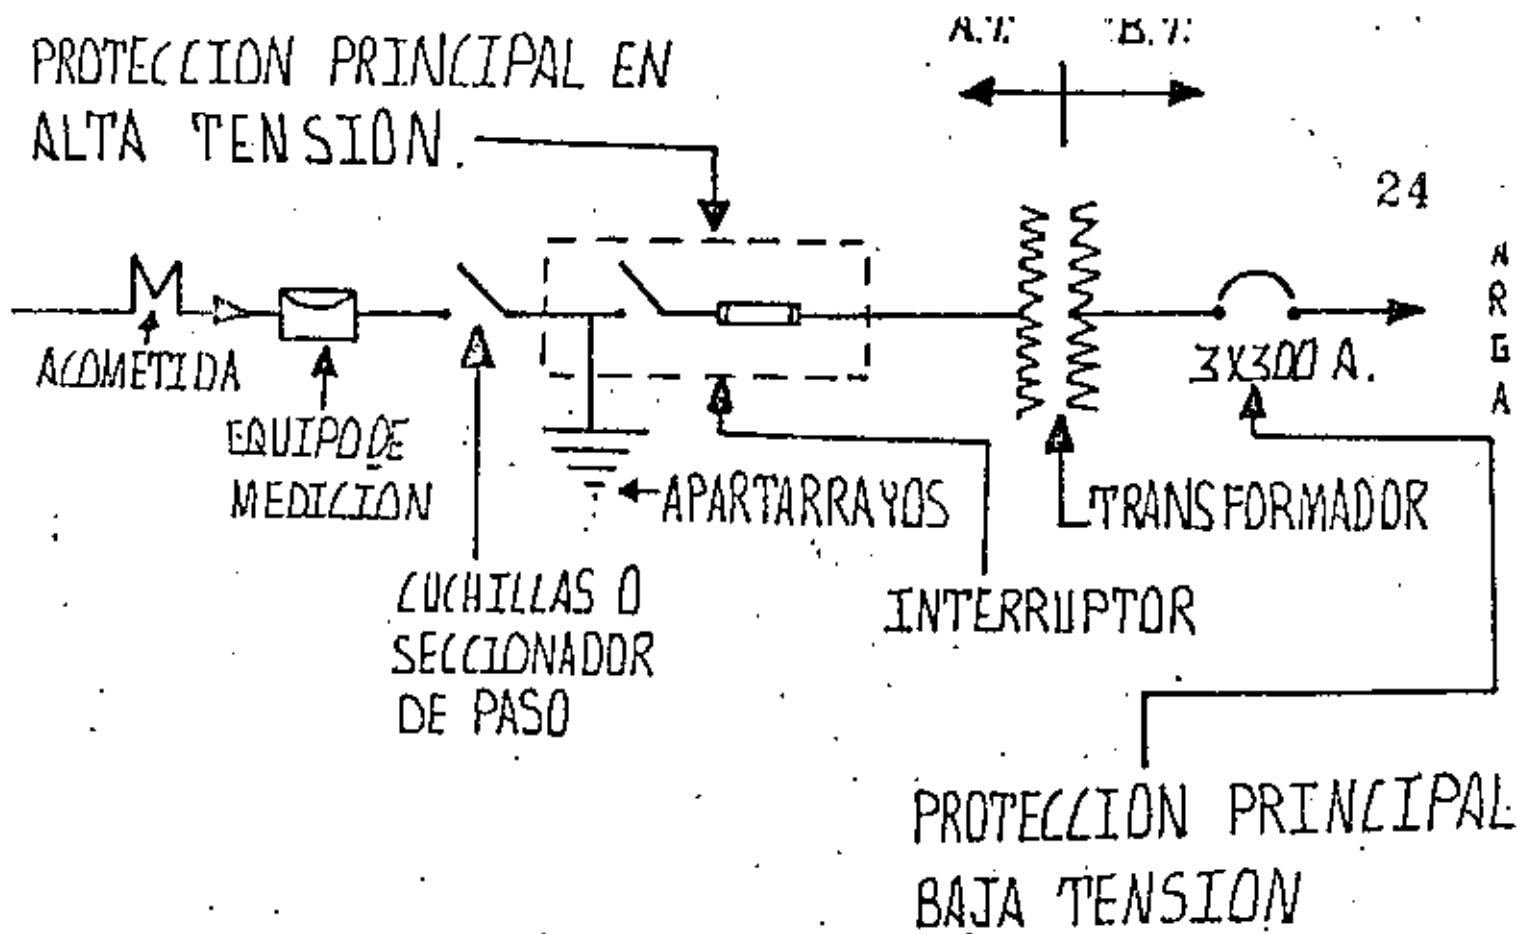 PROTECCION PRINCIPAL EN
ALTA TENSION.
A.T. B.T.
24
ACOMETIDA
EQUIPO DE
MEDICION
CUCHILLAS O
SECCIONADOR
DE PASO
APARTARRAYOS
INTERRUPTOR
TRANSFORMADOR
3X300 A.
PROTECCION PRINCIPAL
BAJA TENSION